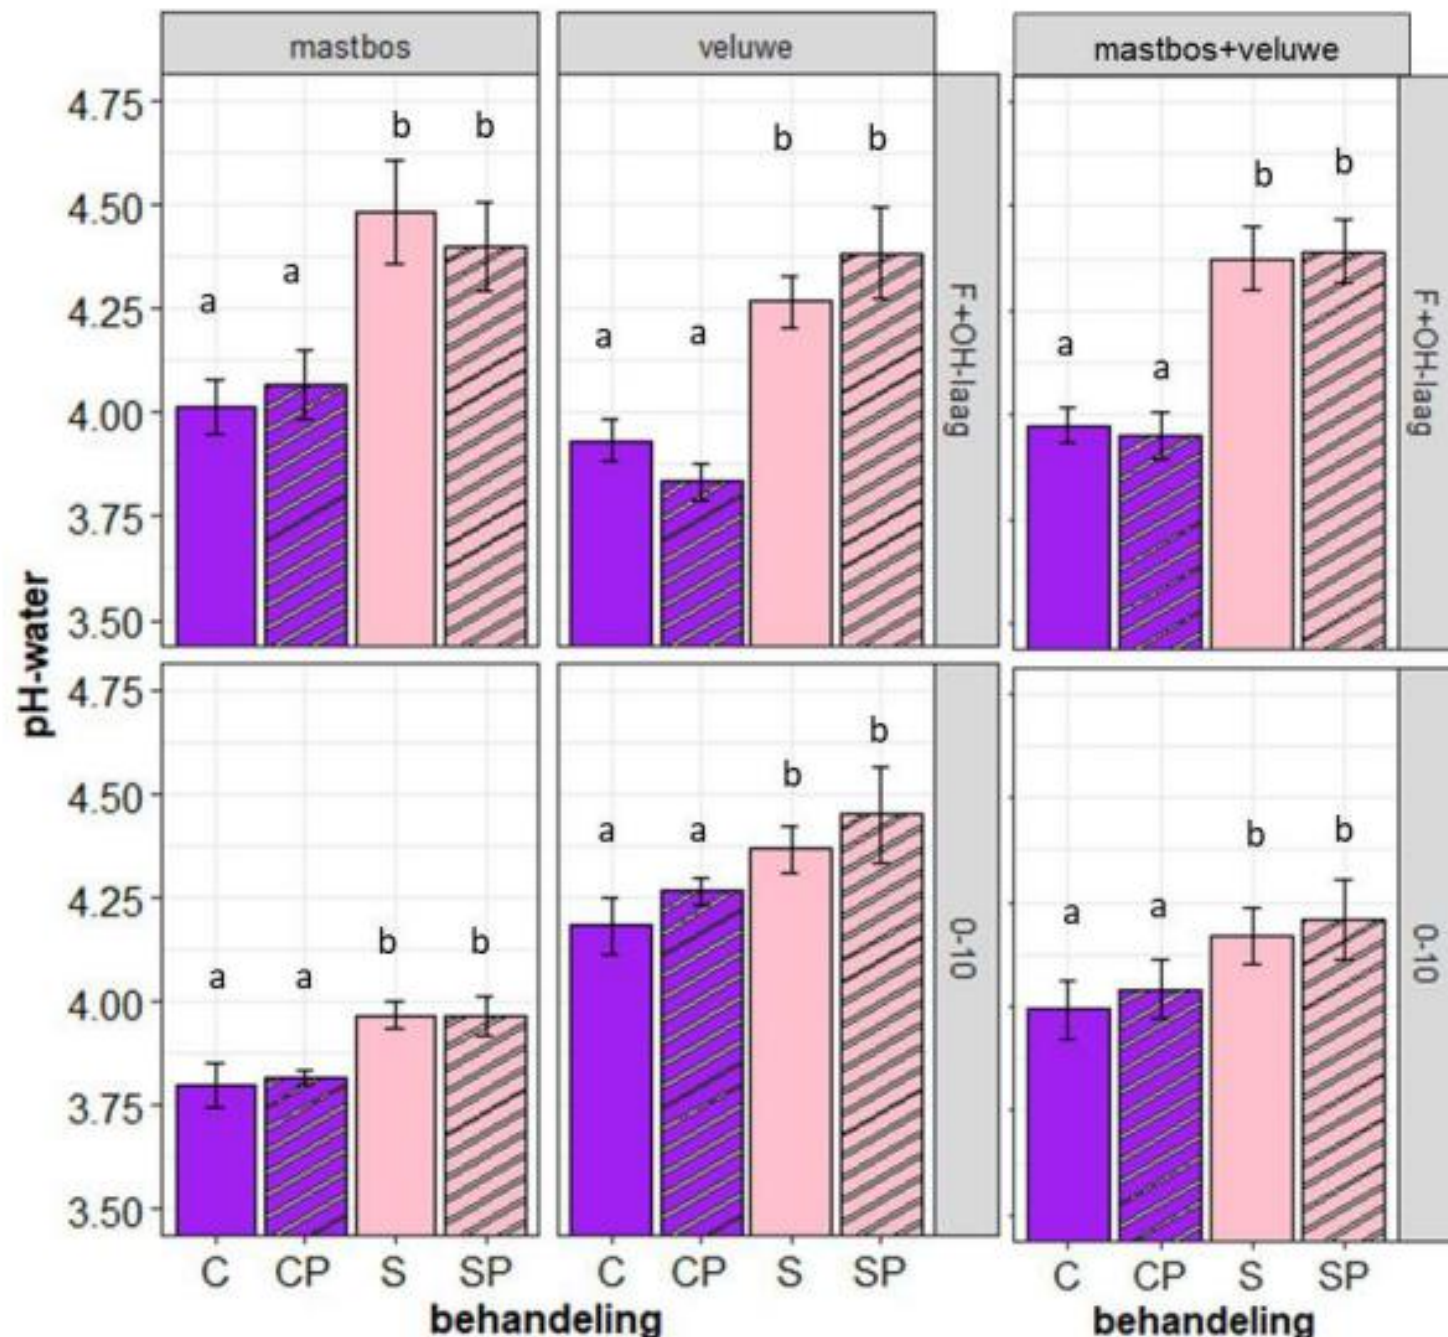 mastbos
veluwe
mastbos+veluwe
4.75
4.50
4.25
4.00
3.75
3.50
a
a
b
b
a
a
b
b
F+OH-laag
a
a
b
b
F+OH-laag
pH-water
4.75
4.50
4.25
4.00
3.75
3.50
a
a
b
b
a
a
b
b
0-10
a
a
b
b
0-10
C CP S SP
C CP S SP
C CP S SP
behandeling
behandeling